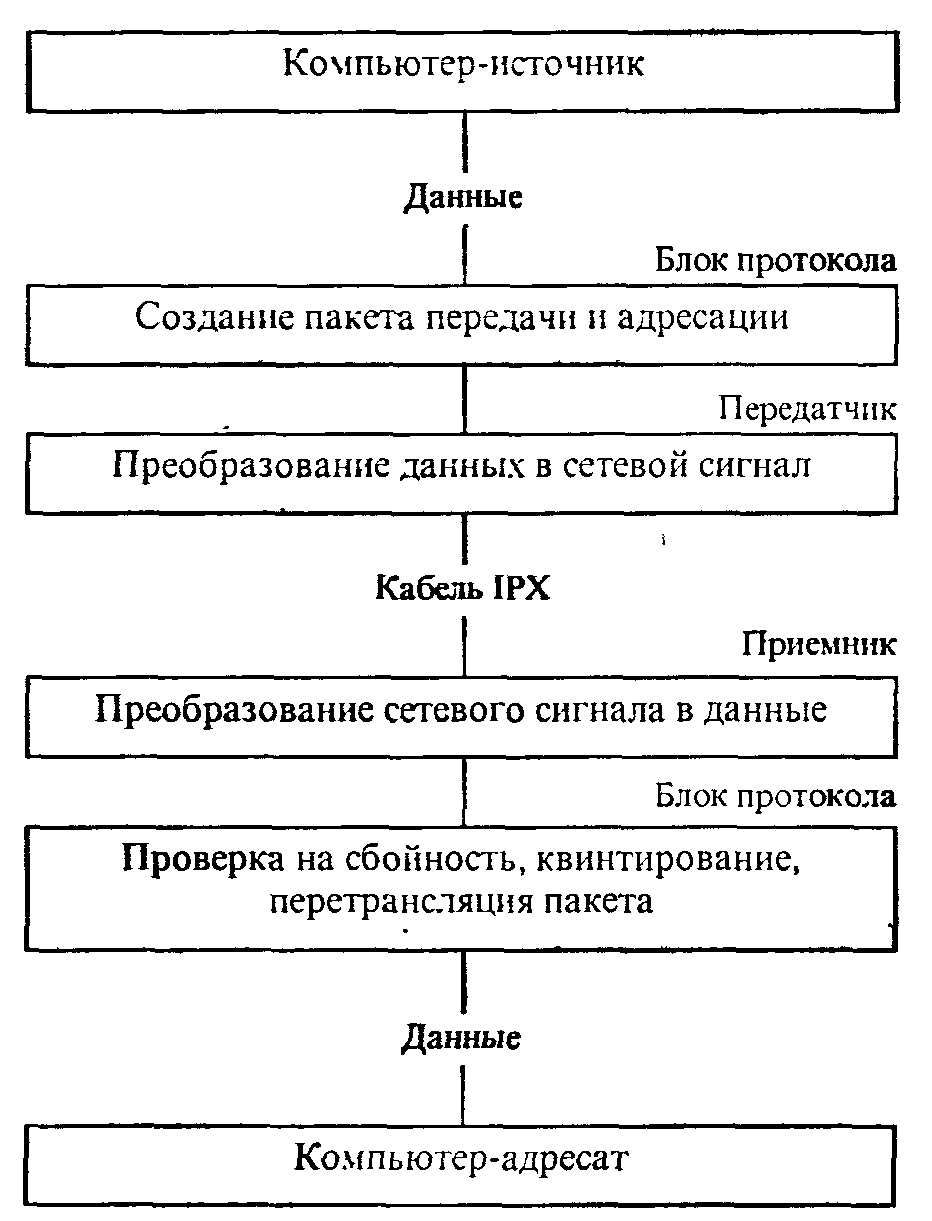 Компьютер-источник
Данные
Блок протокола
Создание пакета передачи и адресации
Передатчик
Преобразование данных в сетевой сигнал
Кабель IPX
Приемник
Преобразование сетевого сигнала в данные
Блок протокола
Проверка на сбойность, квинтирование,
перетрансляция пакета
Данные
Компьютер-адресат